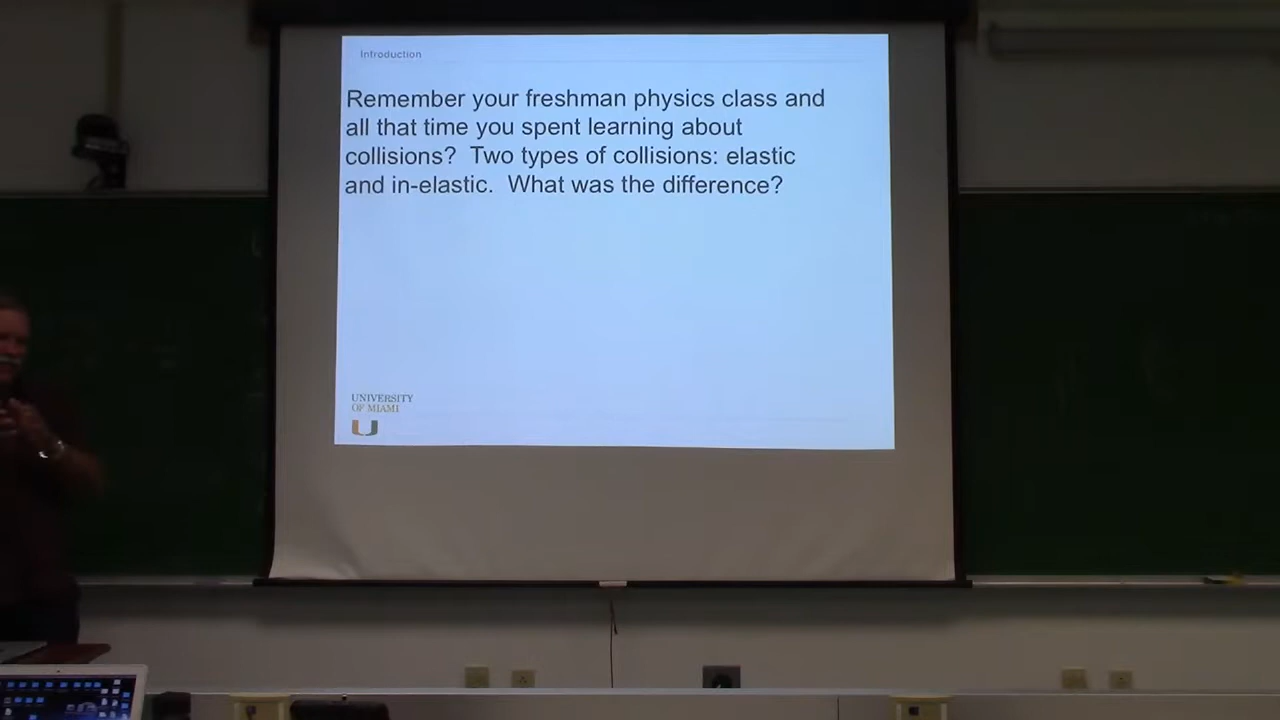 Introduction
Remember your freshman physics class and
all that time you spent learning about
collisions?  Two types of collisions: elastic
and in-elastic.  What was the difference?
UNIVERSITY
OF MIAMI